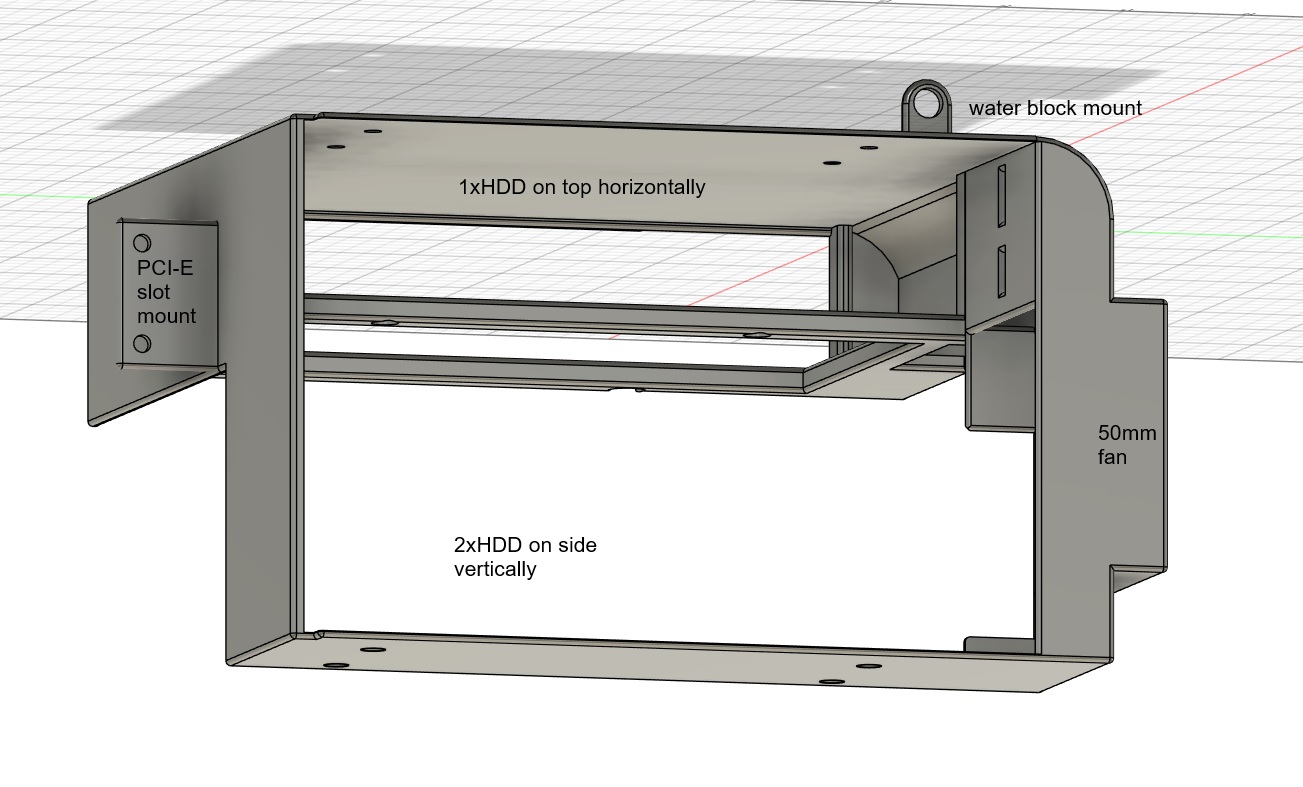 water block mount
1xHDD on top horizontally
PCI-E
slot
mount
50mm
fan
2xHDD on side
vertically